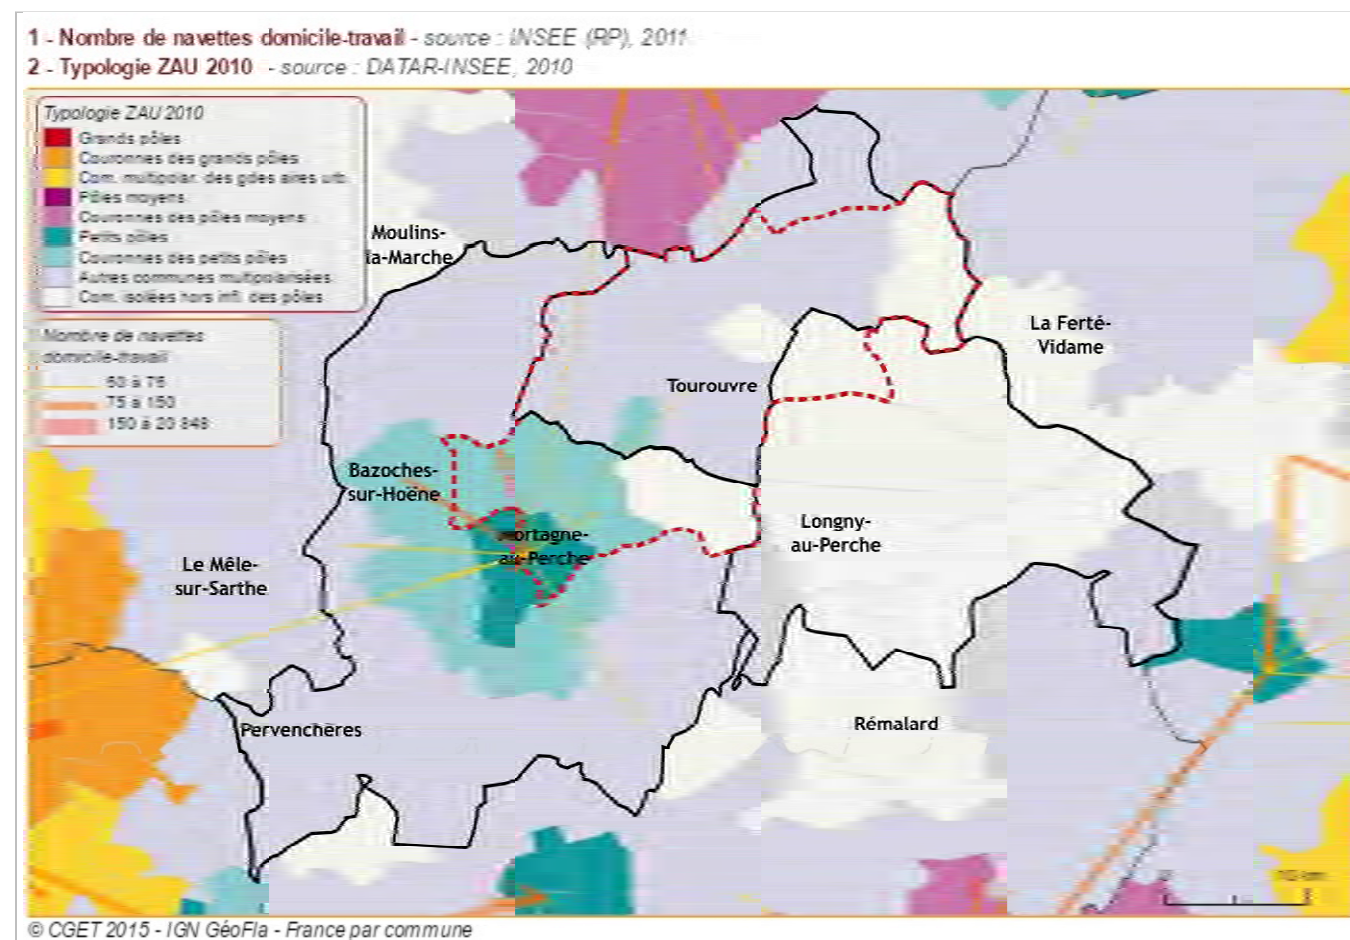 1 - Nombre de navettes domicile-travail - source : INSEE (RP), 2011
2 - Typologie ZAU 2010 - source : DATAR-INSEE, 2010
Typologie ZAU 2010
Grands pôles
Couronnes des grands pôles
Com. multipolar. des gdes aires urb.
Pôles moyens
Couronnes des pôles moyens
Petits pôles
Couronnes des petits pôles
Autres communes multipolarisées
Com. isolées hors infl. des pôles
Nombre de navettes
domicile-travail
50 à 75
75 à 150
150 à 20 848
Moulins-
la-Marche
La Ferté-
Vidame
Tourouvre
Bazoches-
sur-Hoëne
Mortagne-
au-Perche
Longny-
au-Perche
Le Mêle-
sur-Sarthe
Rémalard
Pervenchères
10 km
© CGET 2015 - IGN GéoFla - France par commune